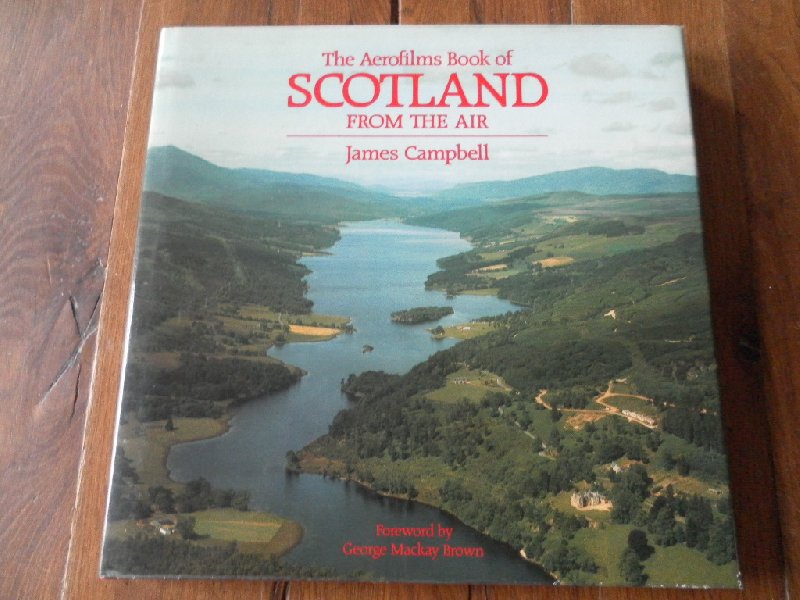 The Aerofilms Book of
SCOTLAND
FROM THE AIR
James Campbell
Foreword by
George Mackay Brown